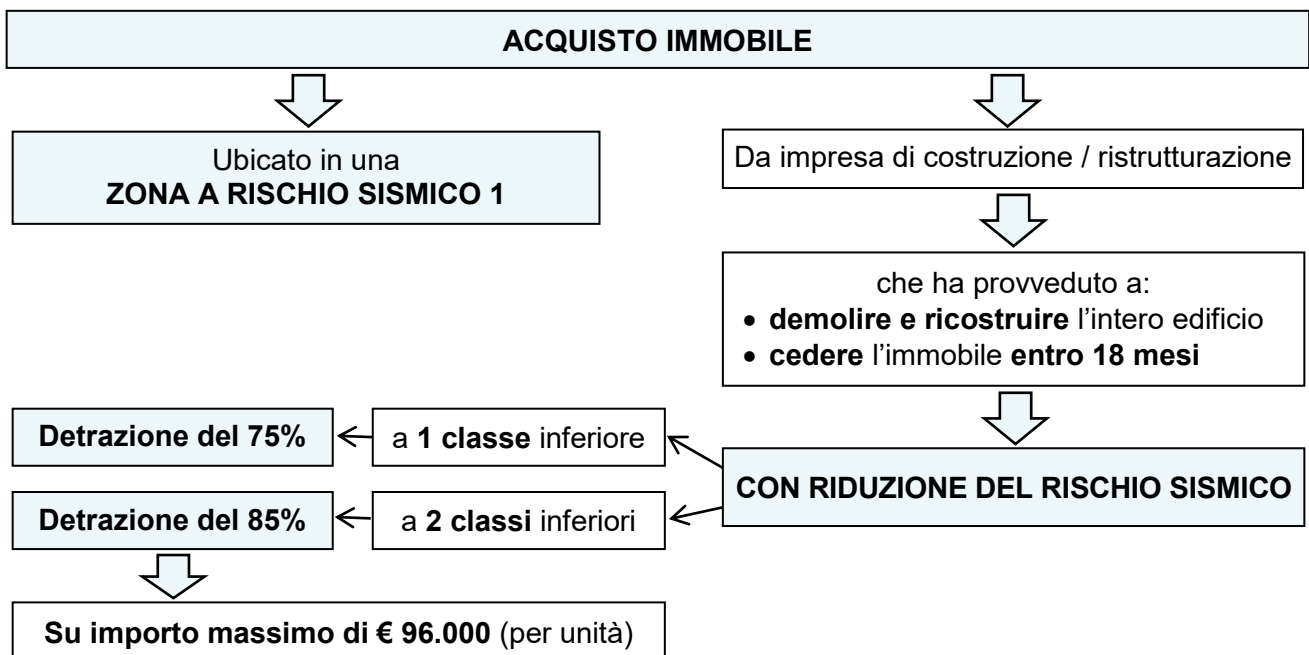 ACQUISTO IMMOBILE
Ubicato in una
ZONA A RISCHIO SISMICO 1
Da impresa di costruzione / ristrutturazione
che ha provveduto a:
• demolire e ricostruire l’intero edificio
• cedere l’immobile entro 18 mesi
CON RIDUZIONE DEL RISCHIO SISMICO
a 1 classe inferiore
Detrazione del 75%
a 2 classi inferiori
Detrazione del 85%
Su importo massimo di € 96.000 (per unità)